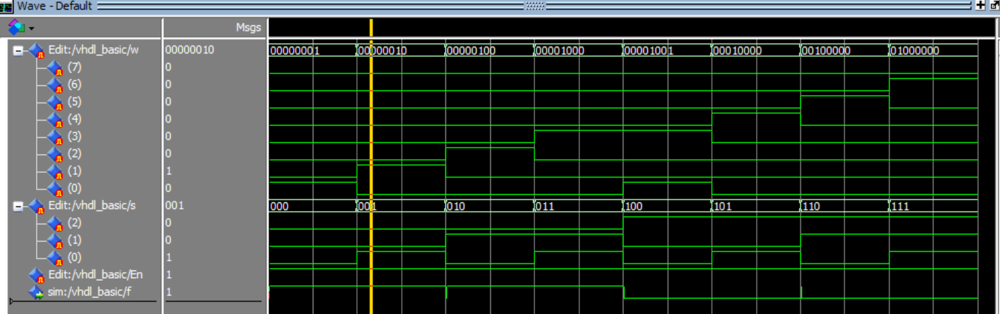 Wave - Default
Msgs
Edit:/vhdl_basic/w 00000010 00000001 00000010 00000100 00001000 00001001 00010000 00100000 01000000
(7) 0
(6) 0
(5) 0
(4) 0
(3) 0
(2) 0
(1) 1
(0) 0
Edit:/vhdl_basic/s 001 000 001 010 011 100 101 110 111
(2) 0
(1) 0
(0) 1
Edit:/vhdl_basic/En 1
sim:/vhdl_basic/f 1